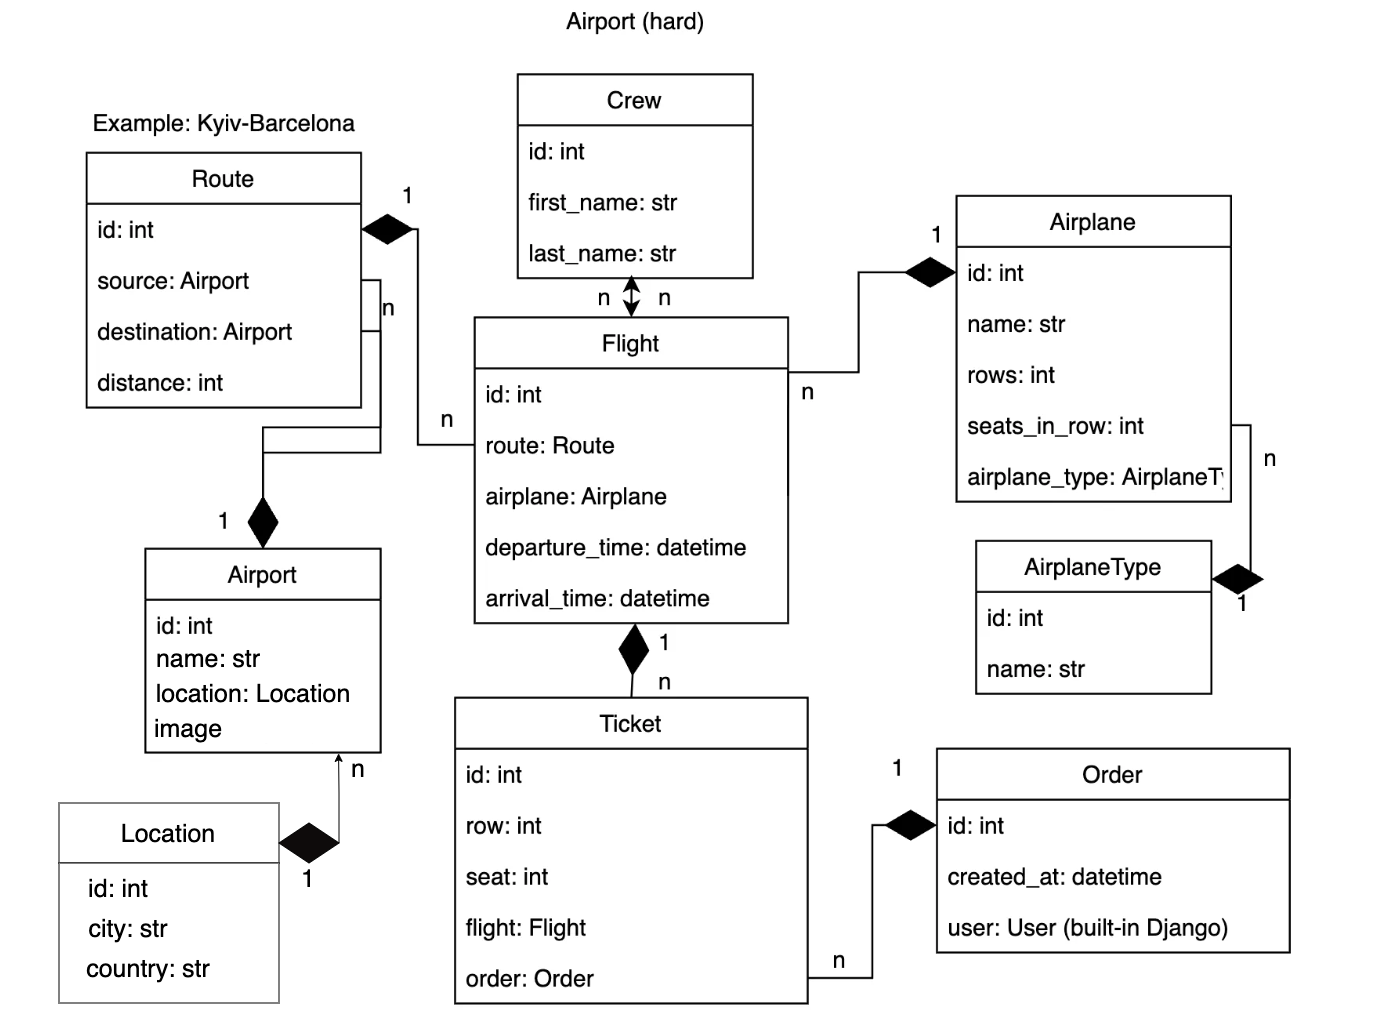 Airport (hard)
Example: Kyiv-Barcelona
Route
id: int
source: Airport
destination: Airport
distance: int
1
n
n
Crew
id: int
first_name: str
last_name: str
n
n
Flight
id: int
route: Route
airplane: Airplane
departure_time: datetime
arrival_time: datetime
1
n
Airplane
id: int
name: str
rows: int
seats_in_row: int
airplane_type: AirplaneTy
n
AirplaneType
id: int
name: str
1
1
Airport
id: int
name: str
location: Location
image
n
Location
id: int
city: str
country: str
1
1
n
Ticket
id: int
row: int
seat: int
flight: Flight
order: Order
n
1
Order
id: int
created_at: datetime
user: User (built-in Django)